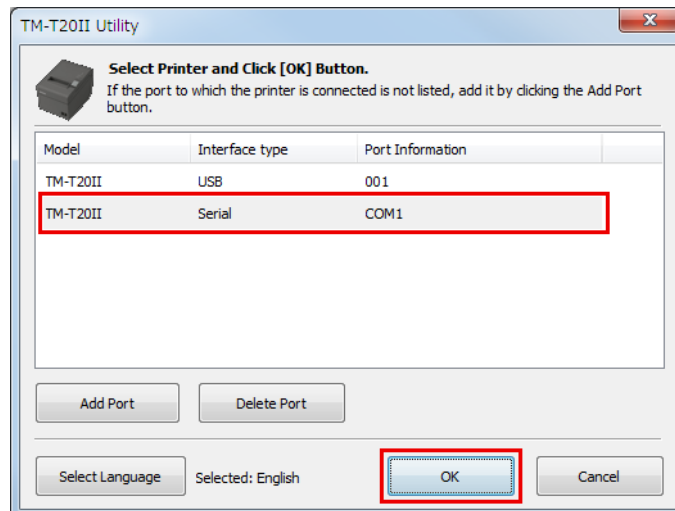 TM-T20II Utility
Select Printer and Click [OK] Button.
If the port to which the printer is connected is not listed, add it by clicking the Add Port
button.
Model Interface type Port Information
TM-T20II USB 001
TM-T20II Serial COM1
Add Port Delete Port
Select Language Selected: English OK Cancel